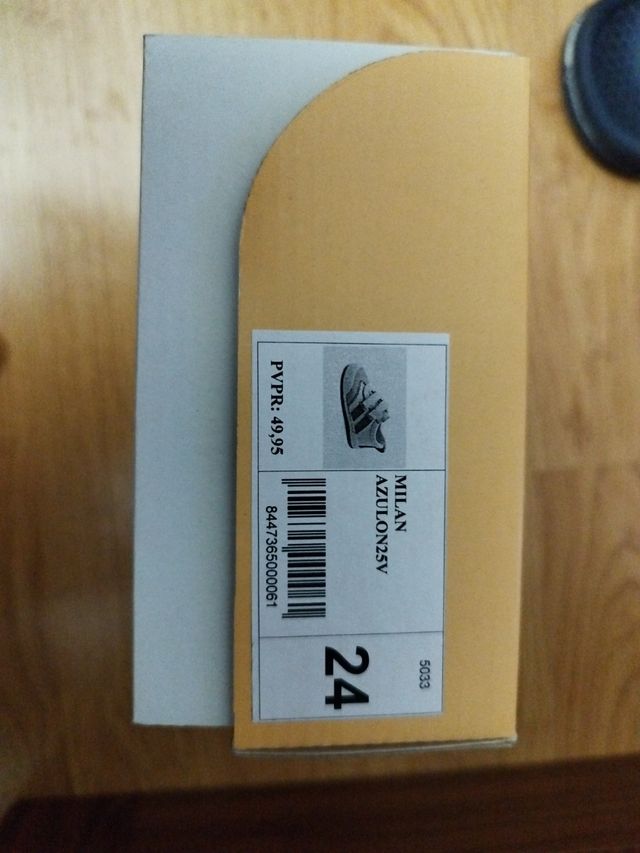 PVPR: 49,95
MILAN
AZULON25V
8447365000061
5033
24